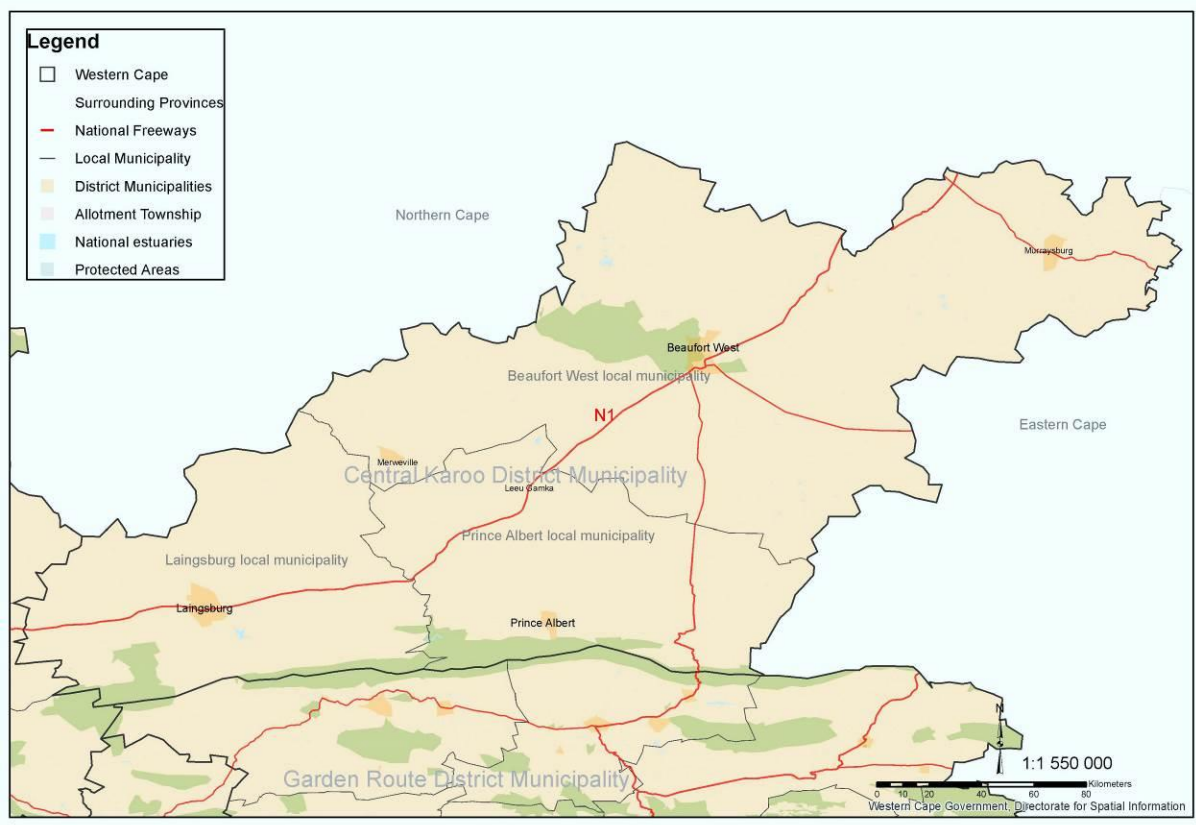 Legend
Western Cape
Surrounding Provinces
National Freeways
Local Municipality
District Municipalities
Allotment Township
National estuaries
Protected Areas
Northern Cape
Murraysburg
Beaufort West
Beaufort West local municipality
N1
Eastern Cape
Merweville
Central Karoo District Municipality
Leeu Gamka
Prince Albert local municipality
Laingsburg local municipality
Laingsburg
Prince Albert
N
1:1 550 000
Garden Route District Municipality
Kilometers
0 10 20 40 60 80
Western Cape Government, Directorate for Spatial Information